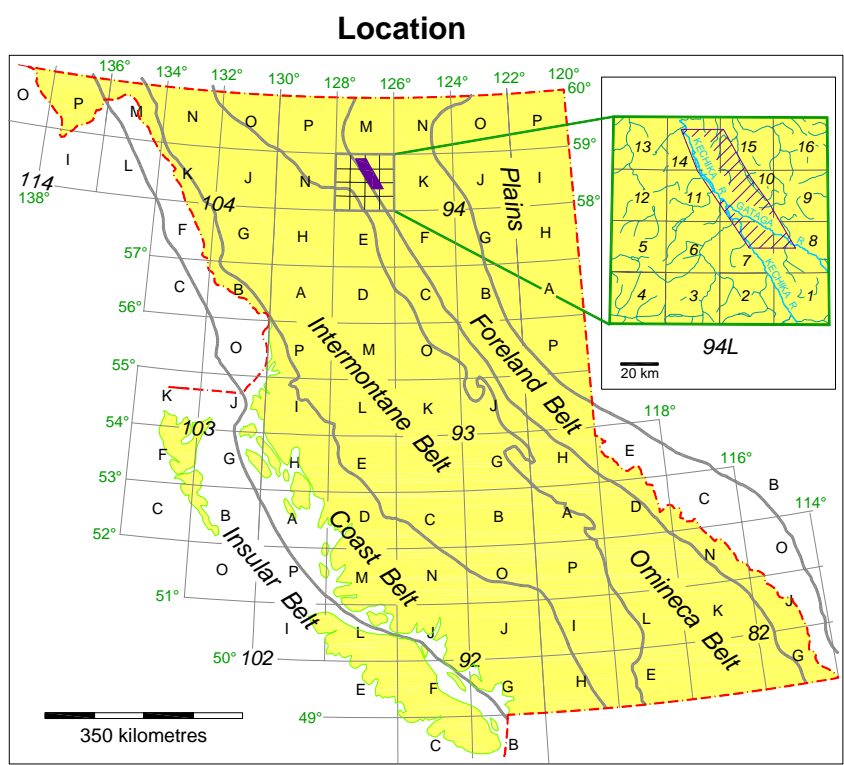 Location
136° 134° 132° 130° 128° 126° 124° 122° 120°
60°
O P M N O P M N O P
59°
I L K J N K J I
114
138°
104
94
58°
Plains
F G H E F G H
57°
C B A D C B A
56°
O P M O P
Intermontane Belt
Foreland Belt
55°
K J I L K J
54°
103
93
118°
F G H E G H E
53°
116°
C B A D C B A D C B
52°
114°
Insular Belt
Coast Belt
Omineca Belt
O P M N O P N O
51°
I L J J I L K J
82
50°
102
92
E F G H E G
49°
C B
350 kilometres
13 14 15 16
12 11 10 9
5 6 7 8
4 3 2 1
KECHIKA R.
GATAGA R.
KECHIKA R.
94L
20 km